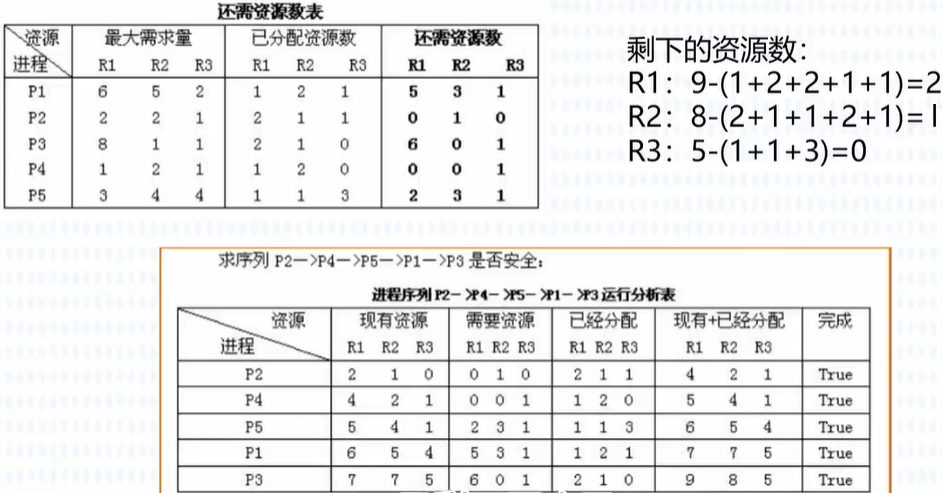 还需资源数表
资源 最大需求量 已分配资源数 还需资源数
进程 R1 R2 R3 R1 R2 R3 R1 R2 R3
P1 6 5 2 1 2 1 5 3 1
P2 2 2 1 2 1 1 0 1 0
P3 8 1 1 2 1 0 6 0 1
P4 1 2 1 1 2 0 0 0 1
P5 3 4 4 1 1 3 2 3 1
剩下的资源数：
R1：9-(1+2+2+1+1)=2
R2：8-(2+1+1+2+1)=1
R3：5-(1+1+3)=0
求序列 P2—>P4—>P5—>P1—>P3 是否安全：
进程序列 P2->P4->P5->P1->P3 运行分析表
资源 现有资源 需要资源 已经分配 现有+已经分配 完成
进程 R1 R2 R3 R1 R2 R3 R1 R2 R3 R1 R2 R3
P2 2 1 0 0 1 0 2 1 1 4 2 1 True
P4 4 2 1 0 0 1 1 2 0 5 4 1 True
P5 5 4 1 2 3 1 1 1 3 6 5 4 True
P1 6 5 4 5 3 1 1 2 1 7 7 5 True
P3 7 7 5 6 0 1 2 1 0 9 8 5 True